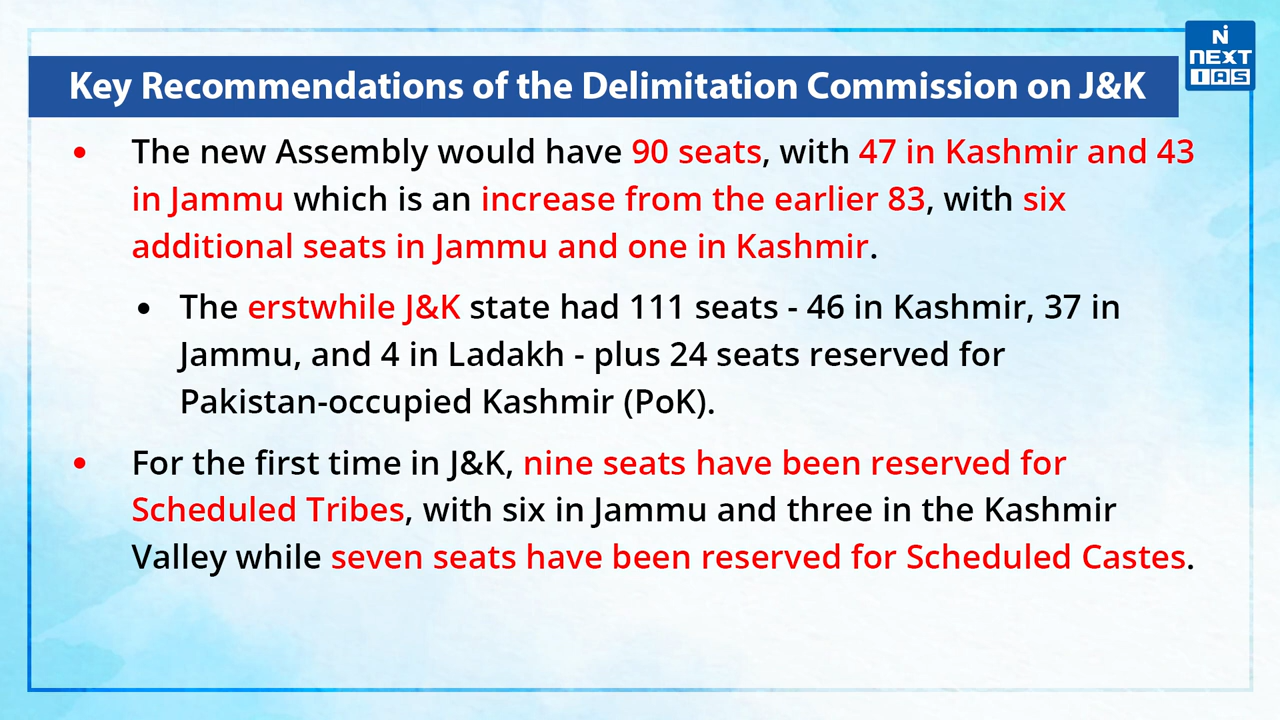 Ni
NEXT
IAS
Key Recommendations of the Delimitation Commission on J&K
• The new Assembly would have 90 seats, with 47 in Kashmir and 43
in Jammu which is an increase from the earlier 83, with six
additional seats in Jammu and one in Kashmir.
• The erstwhile J&K state had 111 seats - 46 in Kashmir, 37 in
Jammu, and 4 in Ladakh - plus 24 seats reserved for
Pakistan-occupied Kashmir (PoK).
• For the first time in J&K, nine seats have been reserved for
Scheduled Tribes, with six in Jammu and three in the Kashmir
Valley while seven seats have been reserved for Scheduled Castes.